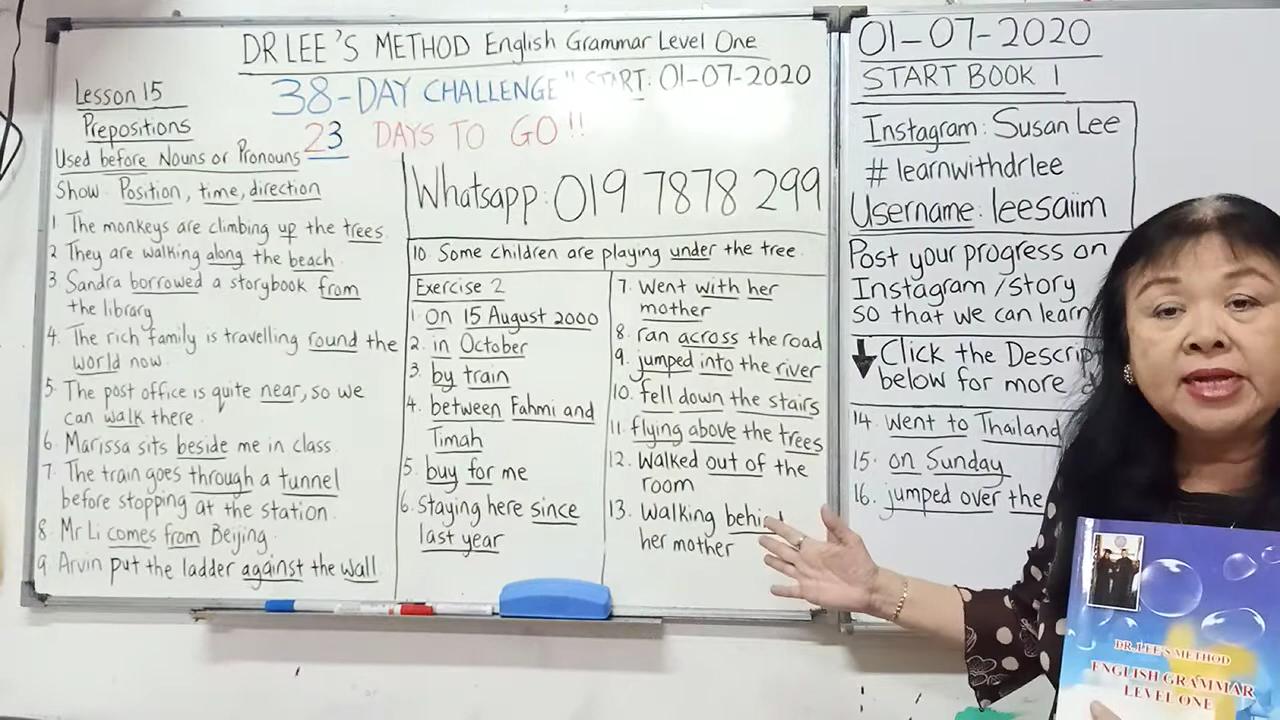 DR LEE'S METHOD English Grammar Level One
38-DAY CHALLENGE" START: 01-07-2020
23 DAYS TO GO!!
Lesson 15
Prepositions
Used before Nouns or Pronouns
Show Position, time, direction
1 The monkeys are climbing up the trees.
2 They are walking along the beach.
3 Sandra borrowed a storybook from
the library
4. The rich family is travelling round the
world now.
5. The post office is quite near, so we
can walk there.
6. Marissa sits beside me in class.
7. The train goes through a tunnel
before stopping at the station.
8. Mr Li comes from Beijing.
9. Arvin put the ladder against the wall.
Whatsapp: 019 7878 299
10. Some children are playing under the tree.
Exercise 2
1. On 15 August 2000
2. in October
3. by train
4. between Fahmi and
Timah
5. buy for me
6. Staying here since
last year
7. Went with her
mother
8. ran across the road
9. jumped into the river
10. fell down the stairs
11. flying above the trees
12. Walked out of the
room
13. Walking behind
her mother
01-07-2020
START BOOK 1
Instagram: Susan Lee
# learnwithdrlee
Username: leesaiim
Post your progress on
Instagram /story
so that we can learn
Click the Descrip
below for more
14. Went to Thailand
15. on Sunday
16. jumped over the
DR. LEE'S METHOD
ENGLISH GRAMMAR
LEVEL ONE